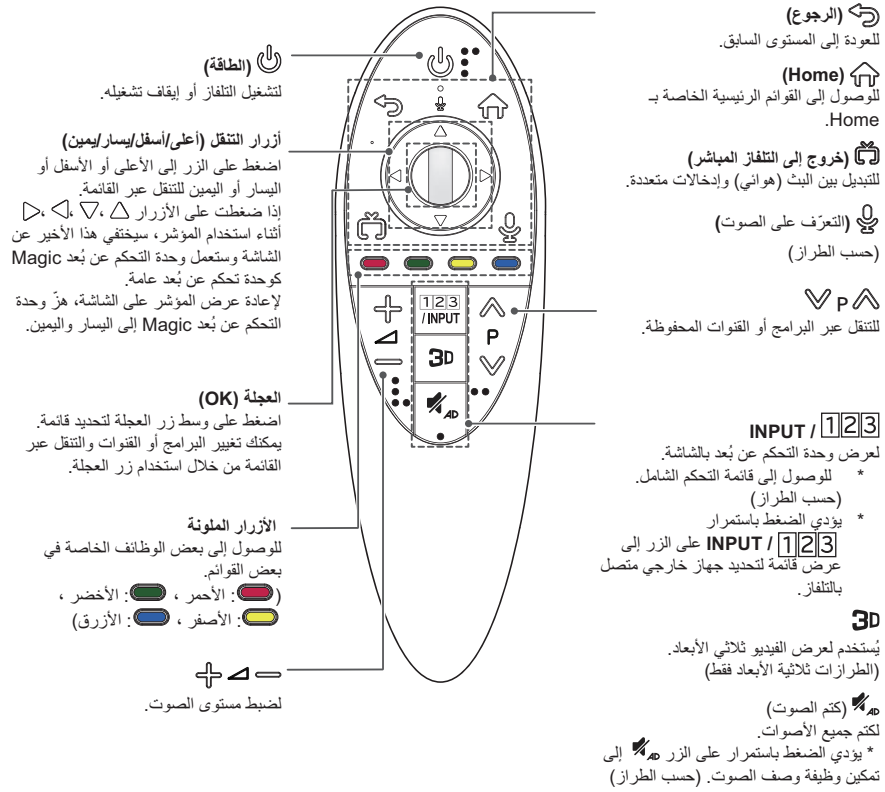 (الرجوع)
للعودة إلى المستوى السابق.
(Home)
للوصول إلى القوائم الرئيسية الخاصة بـ
Home.
(خروج إلى التلفاز المباشر)
للتبديل بين البث (هوائي) وإدخالات متعددة.
(التعرّف على الصوت)
(حسب الطراز)
P
للتنقل عبر البرامج أو القنوات المحفوظة.
INPUT / 123
لعرض وحدة التحكم عن بُعد بالشاشة.
* للوصول إلى قائمة التحكم الشامل.
(حسب الطراز)
* يؤدي الضغط باستمرار
على الزر إلى INPUT / 123
عرض قائمة لتحديد جهاز خارجي متصل
بالتلفاز.
3D
يُستخدم لعرض الفيديو ثلاثي الأبعاد.
(الطرازات ثلاثية الأبعاد فقط)
AD (كتم الصوت)
لكتم جميع الأصوات.
* يؤدي الضغط باستمرار على الزر AD إلى
تمكين وظيفة وصف الصوت. (حسب الطراز)
123
/INPUT
P
3D
AD
(الطاقة)
لتشغيل التلفاز أو إيقاف تشغيله.
أزرار التنقل (أعلى/أسفل/يسار/يمين)
اضغط على الزر إلى الأعلى أو الأسفل أو
اليسار أو اليمين للتنقل عبر القائمة.
إذا ضغطت على الأزرار △ ،▽ ،◁ ،▷
أثناء استخدام المؤشر، سيختفي هذا الأخير عن
الشاشة وستعمل وحدة التحكم عن بُعد Magic
كوحدة تحكم عن بُعد عامة.
لإعادة عرض المؤشر على الشاشة، هزّ وحدة
التحكم عن بُعد Magic إلى اليسار واليمين.
العجلة (OK)
اضغط على وسط زر العجلة لتحديد قائمة.
يمكنك تغيير البرامج أو القنوات والتنقل عبر
القائمة من خلال استخدام زر العجلة.
الأزرار الملونة
للوصول إلى بعض الوظائف الخاصة في
بعض القوائم.
( : الأحمر ، : الأخضر ،
: الأصفر ، : الأزرق)
لضبط مستوى الصوت.